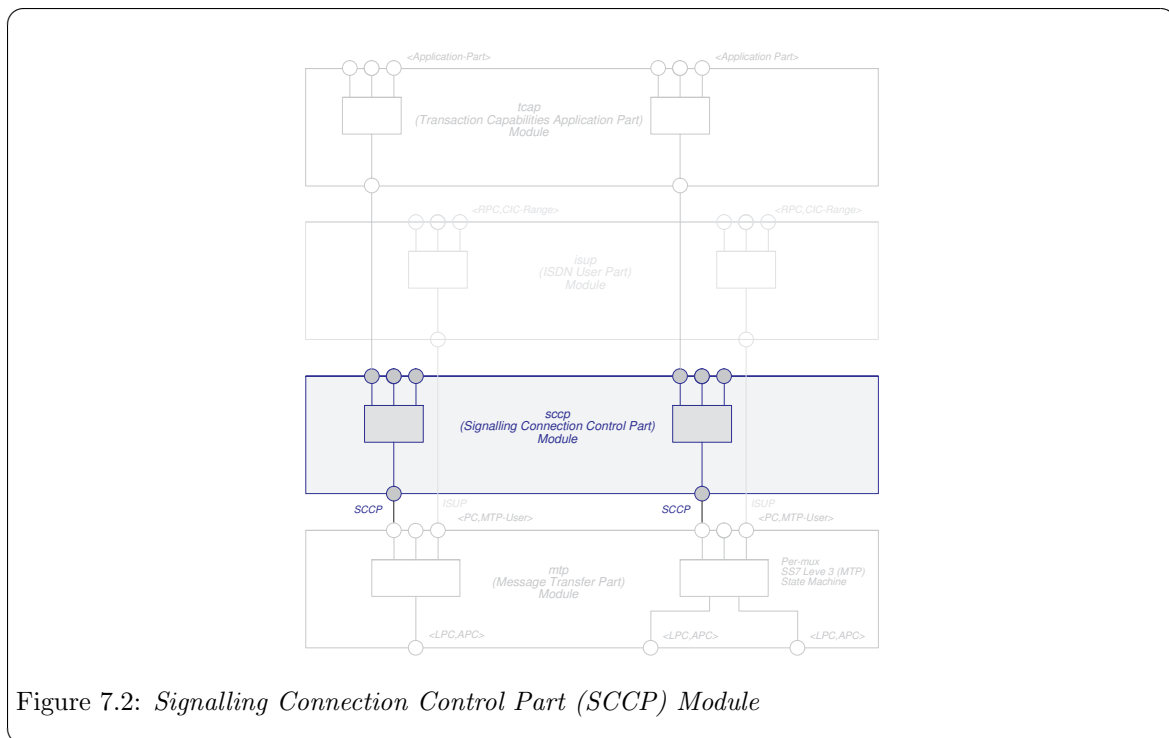 <Application-Part>
<Application Part>
tcap
(Transaction Capabilities Application Part)
Module
<RPC,CIC-Range>
<RPC,CIC-Range>
isup
(ISDN User Part)
Module
sccp
(Signalling Connection Control Part)
Module
SCCP
ISUP
SCCP
ISUP
<PC,MTP-User>
<PC,MTP-User>
mtp
(Message Transfer Part)
Module
Per-mux
SS7 Leve 3 (MTP)
State Machine
<LPC,APC>
<LPC,APC>
<LPC,APC>
Figure 7.2: Signalling Connection Control Part (SCCP) Module